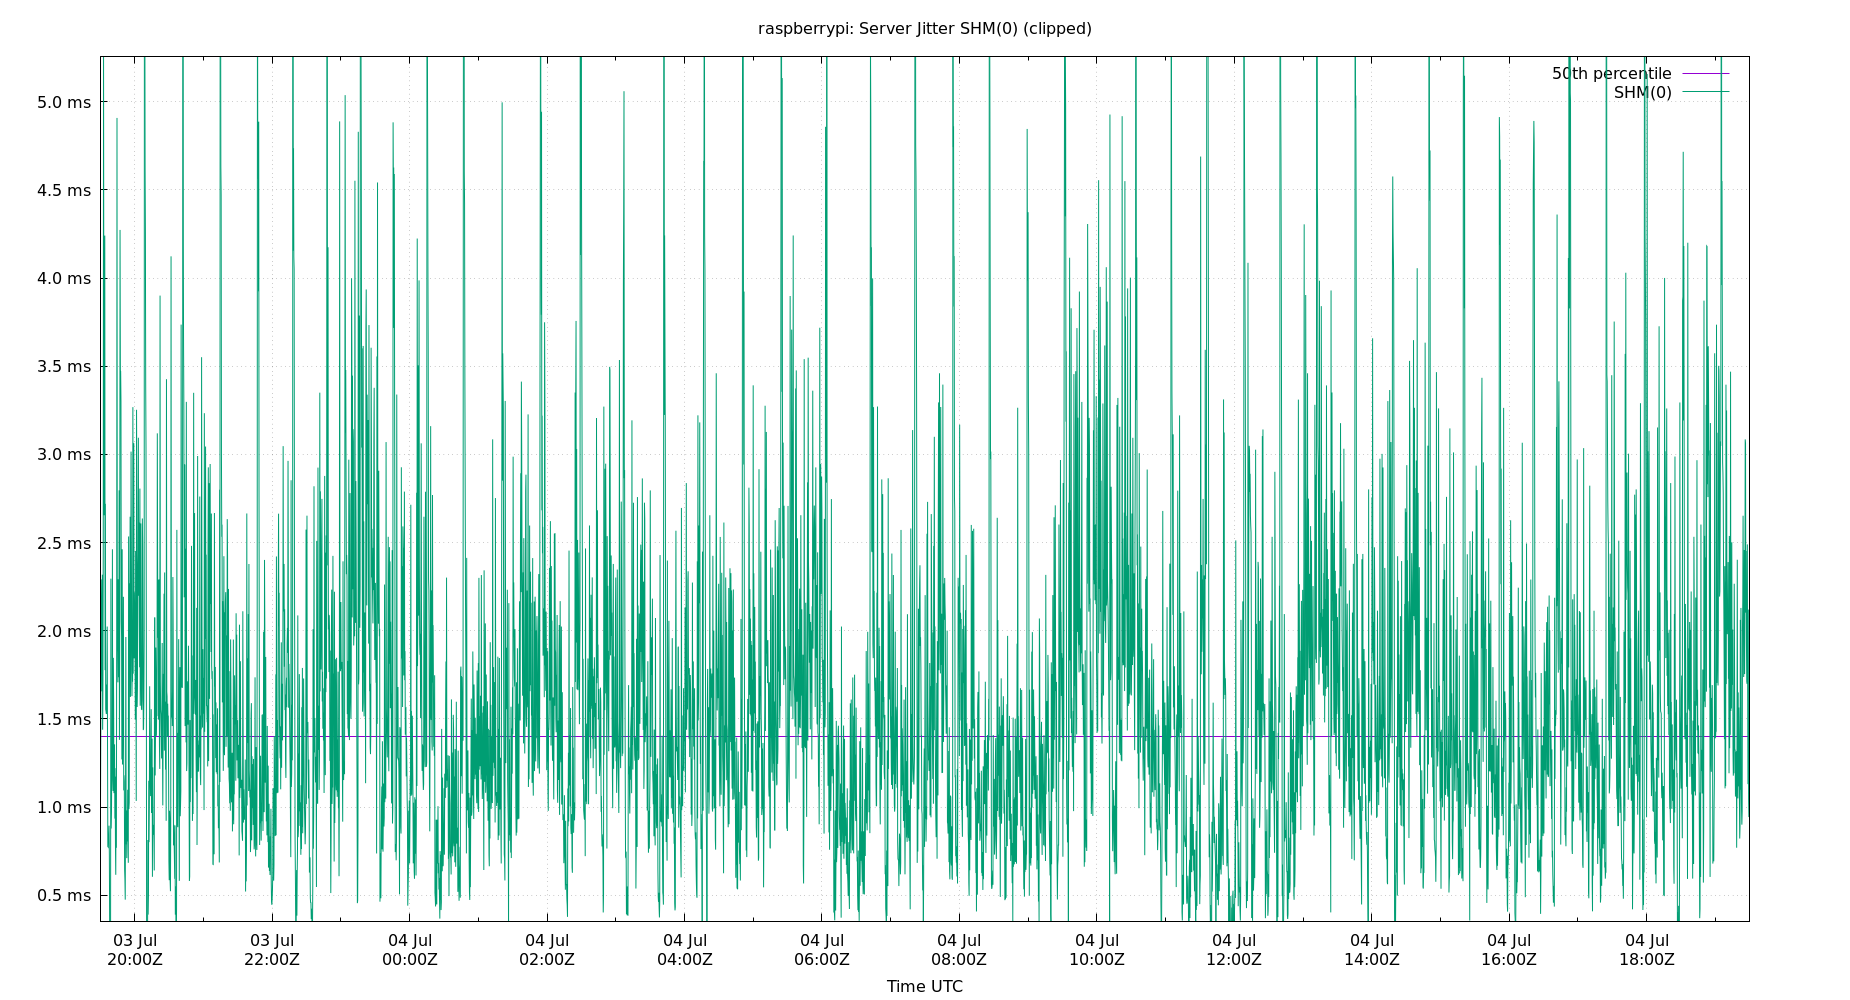 raspberrypi: Server Jitter SHM(0) (clipped)
50th percentile
SHM(0)
5.0 ms
4.5 ms
4.0 ms
3.5 ms
3.0 ms
2.5 ms
2.0 ms
1.5 ms
1.0 ms
0.5 ms
03 Jul 03 Jul 04 Jul 04 Jul 04 Jul 04 Jul 04 Jul 04 Jul 04 Jul 04 Jul 04 Jul 04 Jul
20:00Z 22:00Z 00:00Z 02:00Z 04:00Z 06:00Z 08:00Z 10:00Z 12:00Z 14:00Z 16:00Z 18:00Z
Time UTC